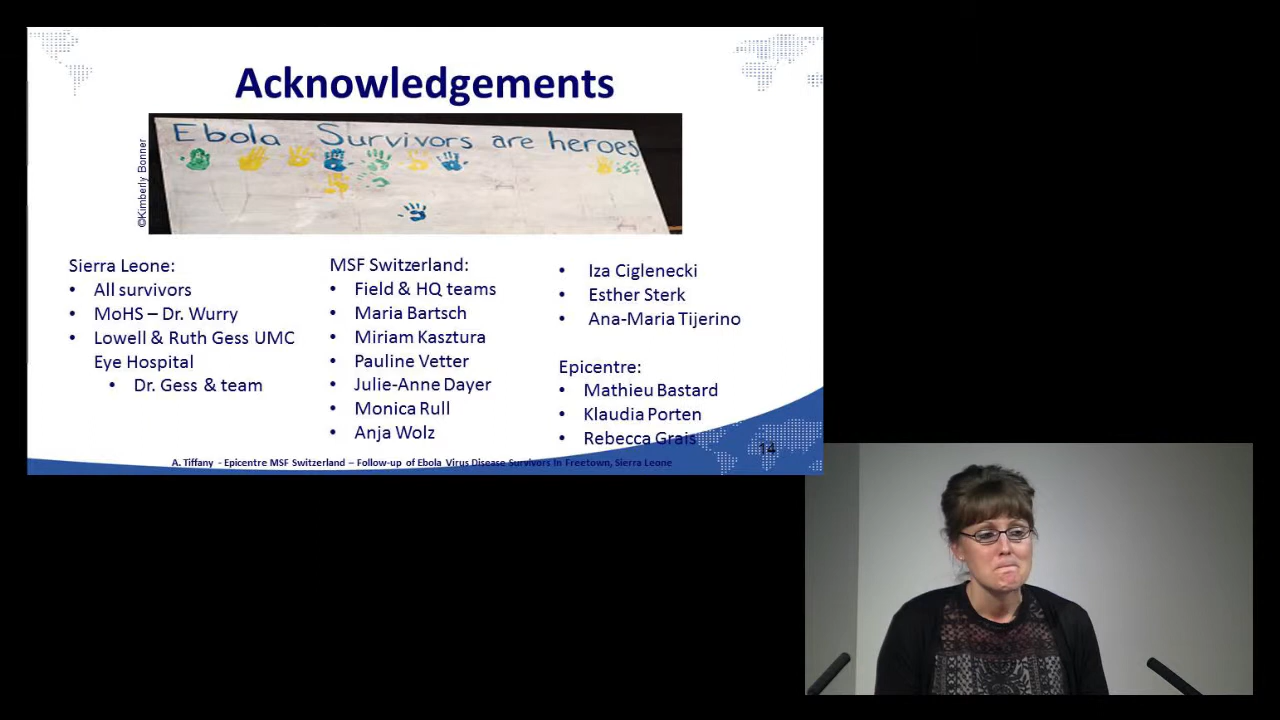 Acknowledgements
©Kimberly Bonner
Ebola Survivors are heroes
Sierra Leone:
• All survivors
• MoHS – Dr. Wurry
• Lowell & Ruth Gess UMC
Eye Hospital
• Dr. Gess & team
MSF Switzerland:
• Field & HQ teams
• Maria Bartsch
• Miriam Kasztura
• Pauline Vetter
• Julie-Anne Dayer
• Monica Rull
• Anja Wolz
• Iza Ciglenecki
• Esther Sterk
• Ana-Maria Tijerino
Epicentre:
• Mathieu Bastard
• Klaudia Porten
• Rebecca Grais
14
A. Tiffany - Epicentre MSF Switzerland – Follow-up of Ebola Virus Disease Survivors in Freetown, Sierra Leone